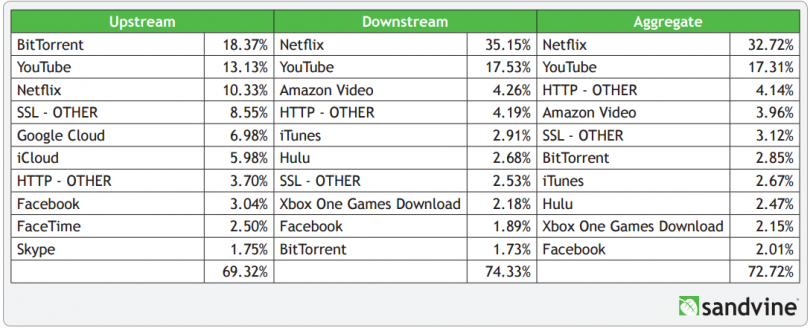 Upstream Downstream Aggregate
BitTorrent 18.37% Netflix 35.15% Netflix 32.72%
YouTube 13.13% YouTube 17.53% YouTube 17.31%
Netflix 10.33% Amazon Video 4.26% HTTP - OTHER 4.14%
SSL - OTHER 8.55% HTTP - OTHER 4.19% Amazon Video 3.96%
Google Cloud 6.98% iTunes 2.91% SSL - OTHER 3.12%
iCloud 5.98% Hulu 2.68% BitTorrent 2.85%
HTTP - OTHER 3.70% SSL - OTHER 2.53% iTunes 2.67%
Facebook 3.04% Xbox One Games Download 2.18% Hulu 2.47%
FaceTime 2.50% Facebook 1.89% Xbox One Games Download 2.15%
Skype 1.75% BitTorrent 1.73% Facebook 2.01%
69.32% 74.33% 72.72%
sandvine